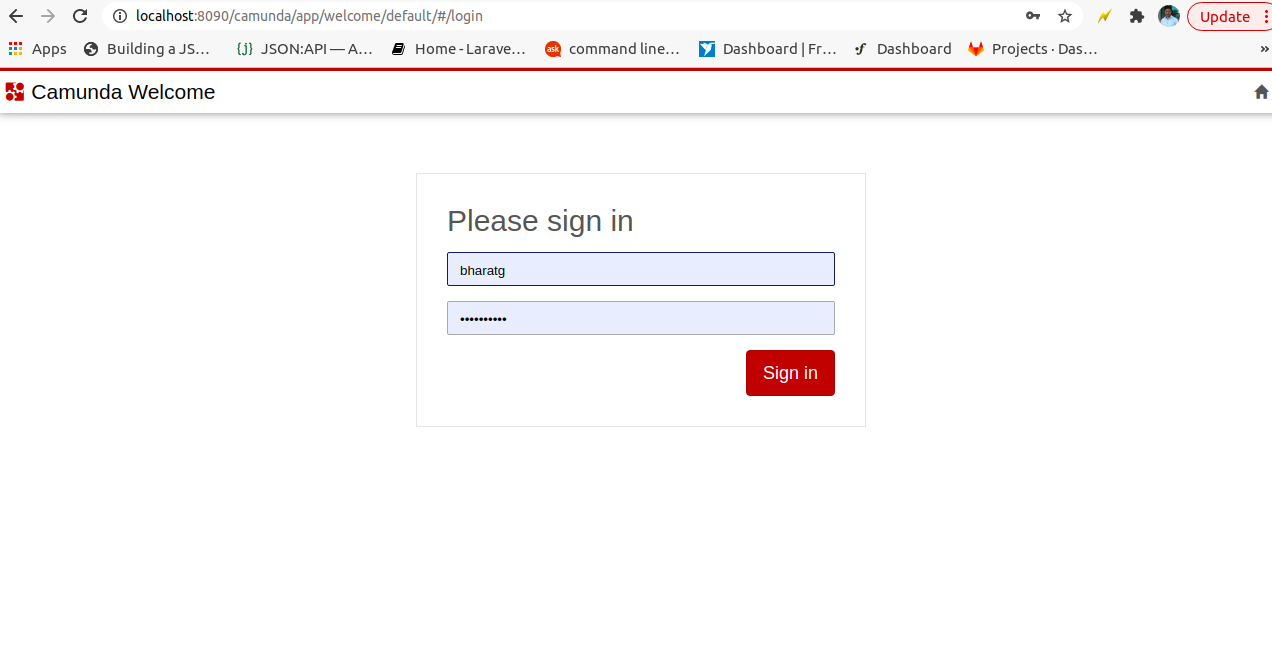 localhost:8090/camunda/app/welcome/default/#/login
Update
Apps Building a JS... {j} JSON:API — A... Home - Larave... ask command line... Dashboard | Fr... Dashboard Projects · Das... »
Camunda Welcome
Please sign in
bharatg
••••••••••
Sign in